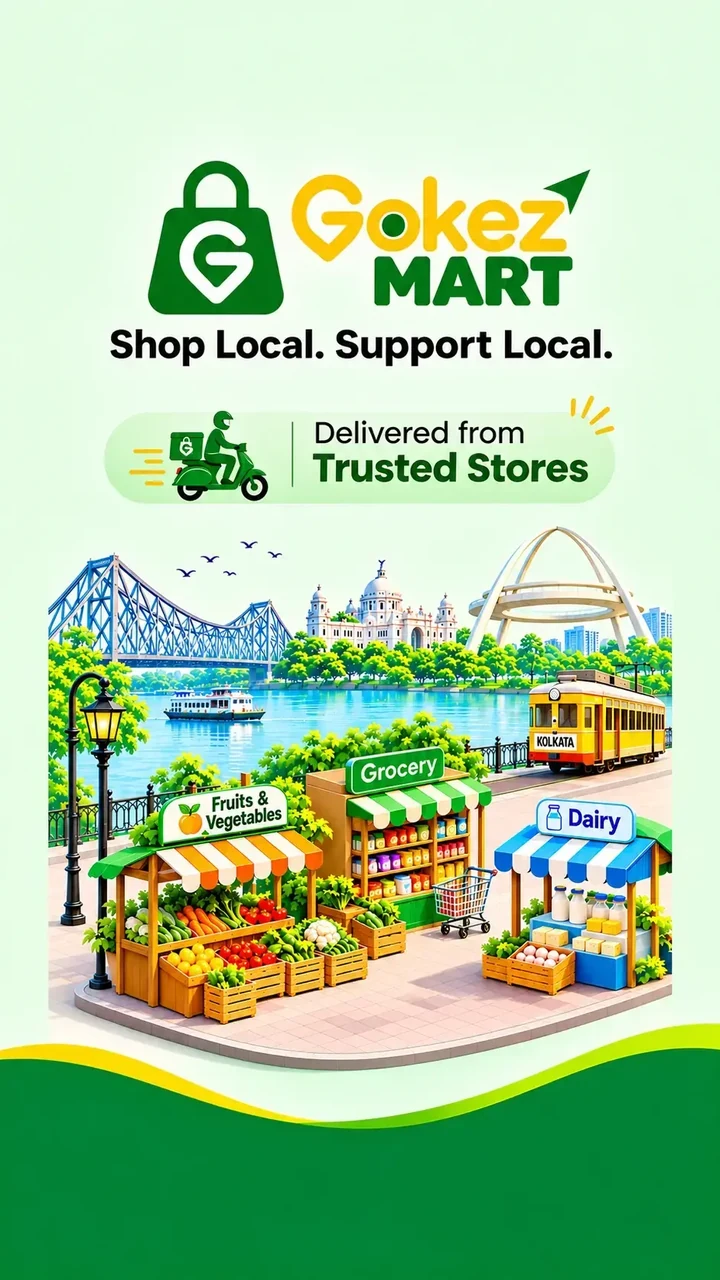 Gokez
MART
Shop Local. Support Local.
Delivered from
Trusted Stores
KOLKATA
Grocery
Fruits &
Vegetables
Dairy